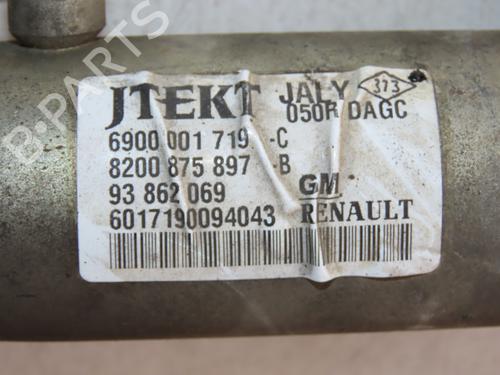 B-PARTS
JTEKT JALY 373
050R DAGC
6900 001 719 -C
8200 875 897 -B
93 862 069 GM
6017190094043 RENAULT